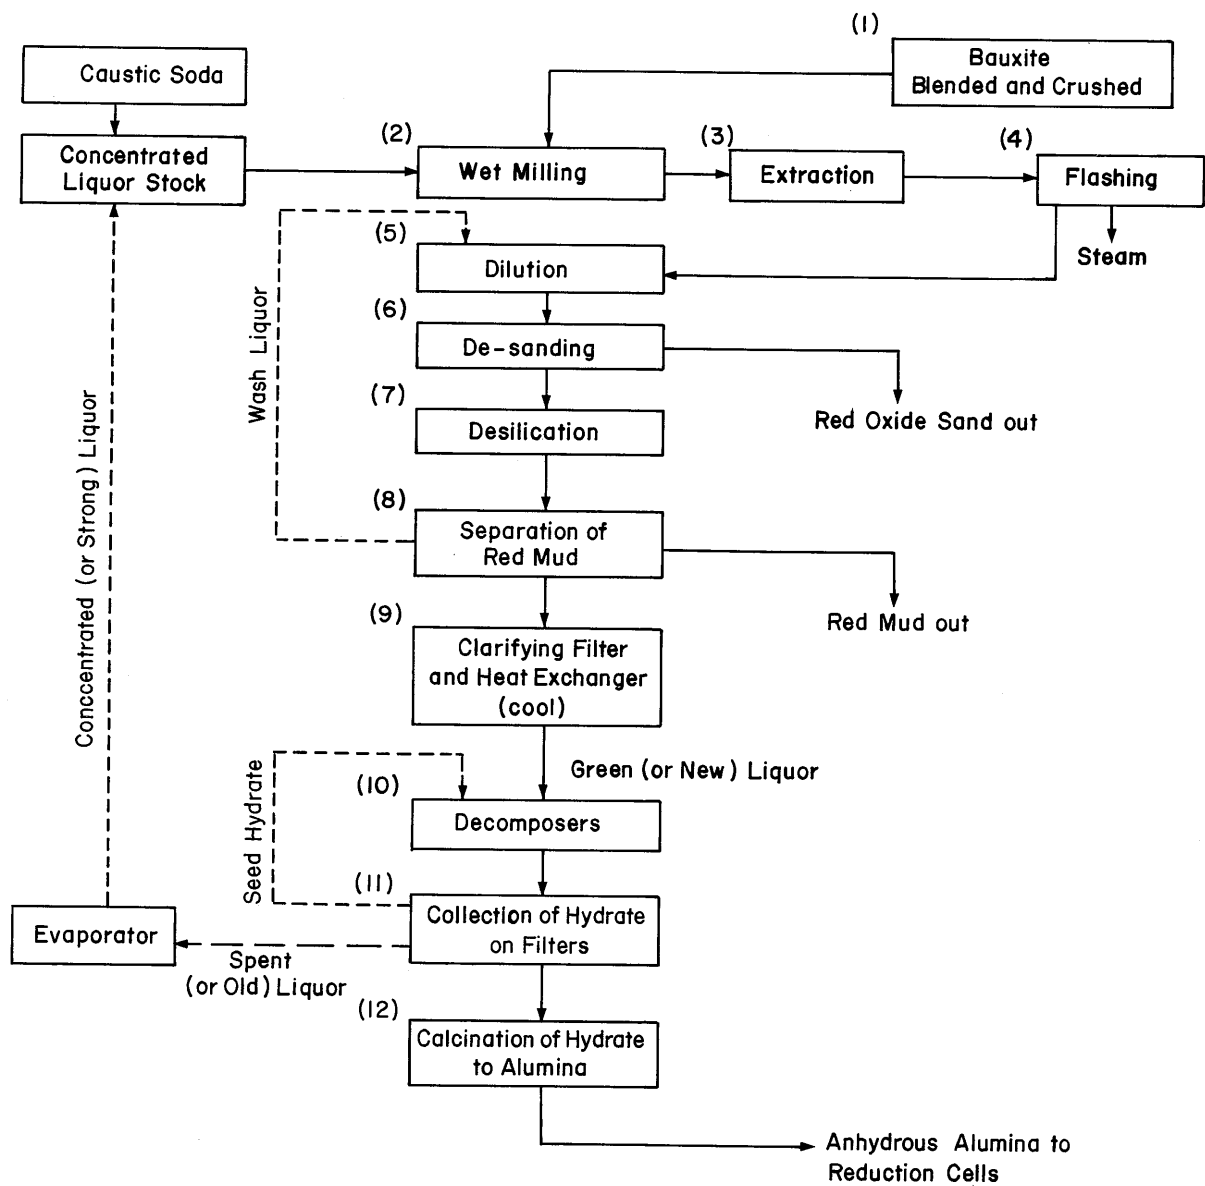 (1)
Bauxite
Blended and Crushed
Caustic Soda
Concentrated
Liquor Stock
(2)
Wet Milling
(3)
Extraction
(4)
Flashing
Steam
(5)
Dilution
Wash Liquor
(6)
De-sanding
Red Oxide Sand out
(7)
Desilication
(8)
Separation of
Red Mud
Red Mud out
Conccentrated (or Strong) Liquor
(9)
Clarifying Filter
and Heat Exchanger
(cool)
Green (or New) Liquor
(10)
Decomposers
Seed Hydrate
(11)
Collection of Hydrate
on Filters
Evaporator
Spent
(or Old) Liquor
(12)
Calcination of Hydrate
to Alumina
Anhydrous Alumina to
Reduction Cells